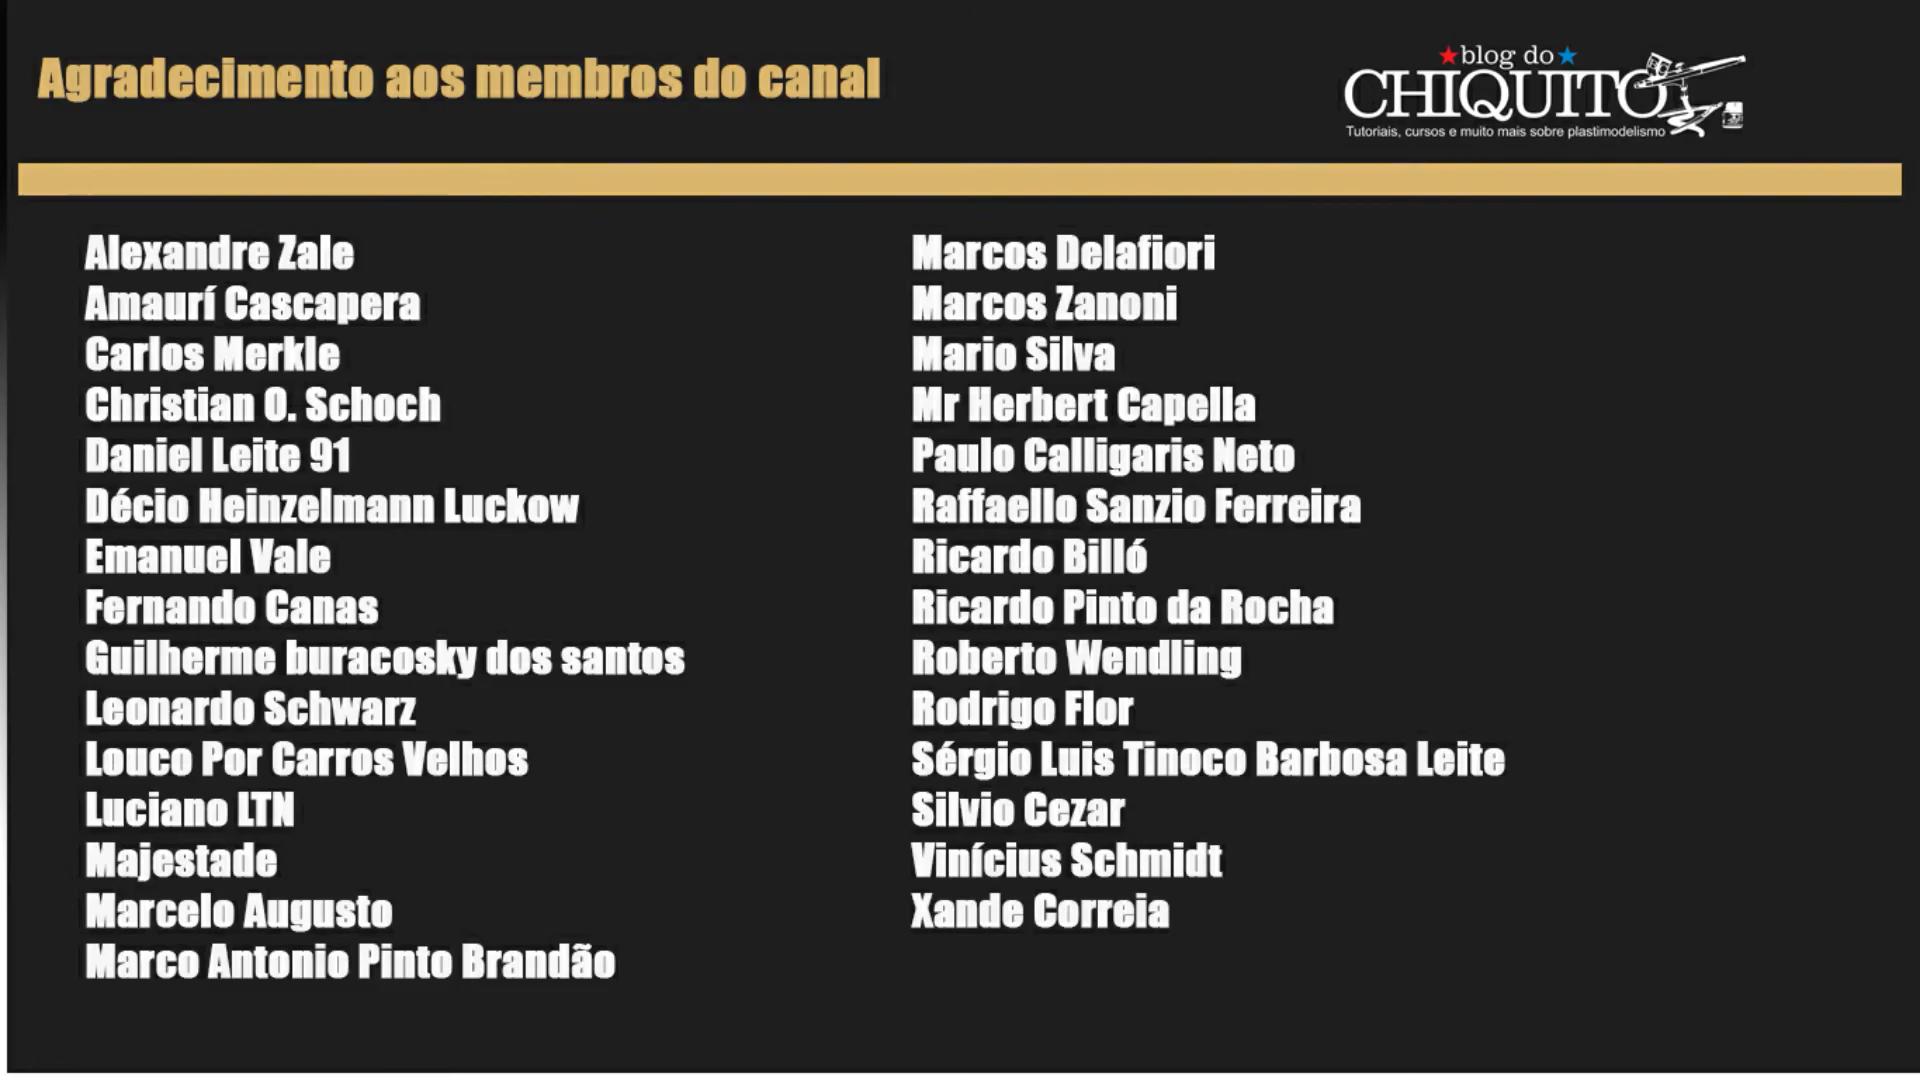 Agradecimento aos membros do canal
blog do
CHIQUITO
Tutoriais, cursos e muito mais sobre plastimodelismo
Alexandre Zale
Amaurí Cascapera
Carlos Merkle
Christian O. Schoch
Daniel Leite 91
Décio Heinzelmann Luckow
Emanuel Vale
Fernando Canas
Guilherme buracosky dos santos
Leonardo Schwarz
Louco Por Carros Velhos
Luciano LTN
Majestade
Marcelo Augusto
Marco Antonio Pinto Brandão
Marcos Delafiori
Marcos Zanoni
Mario Silva
Mr Herbert Capella
Paulo Calligaris Neto
Raffaello Sanzio Ferreira
Ricardo Billó
Ricardo Pinto da Rocha
Roberto Wendling
Rodrigo Flor
Sérgio Luis Tinoco Barbosa Leite
Silvio Cezar
Vinícius Schmidt
Xande Correia